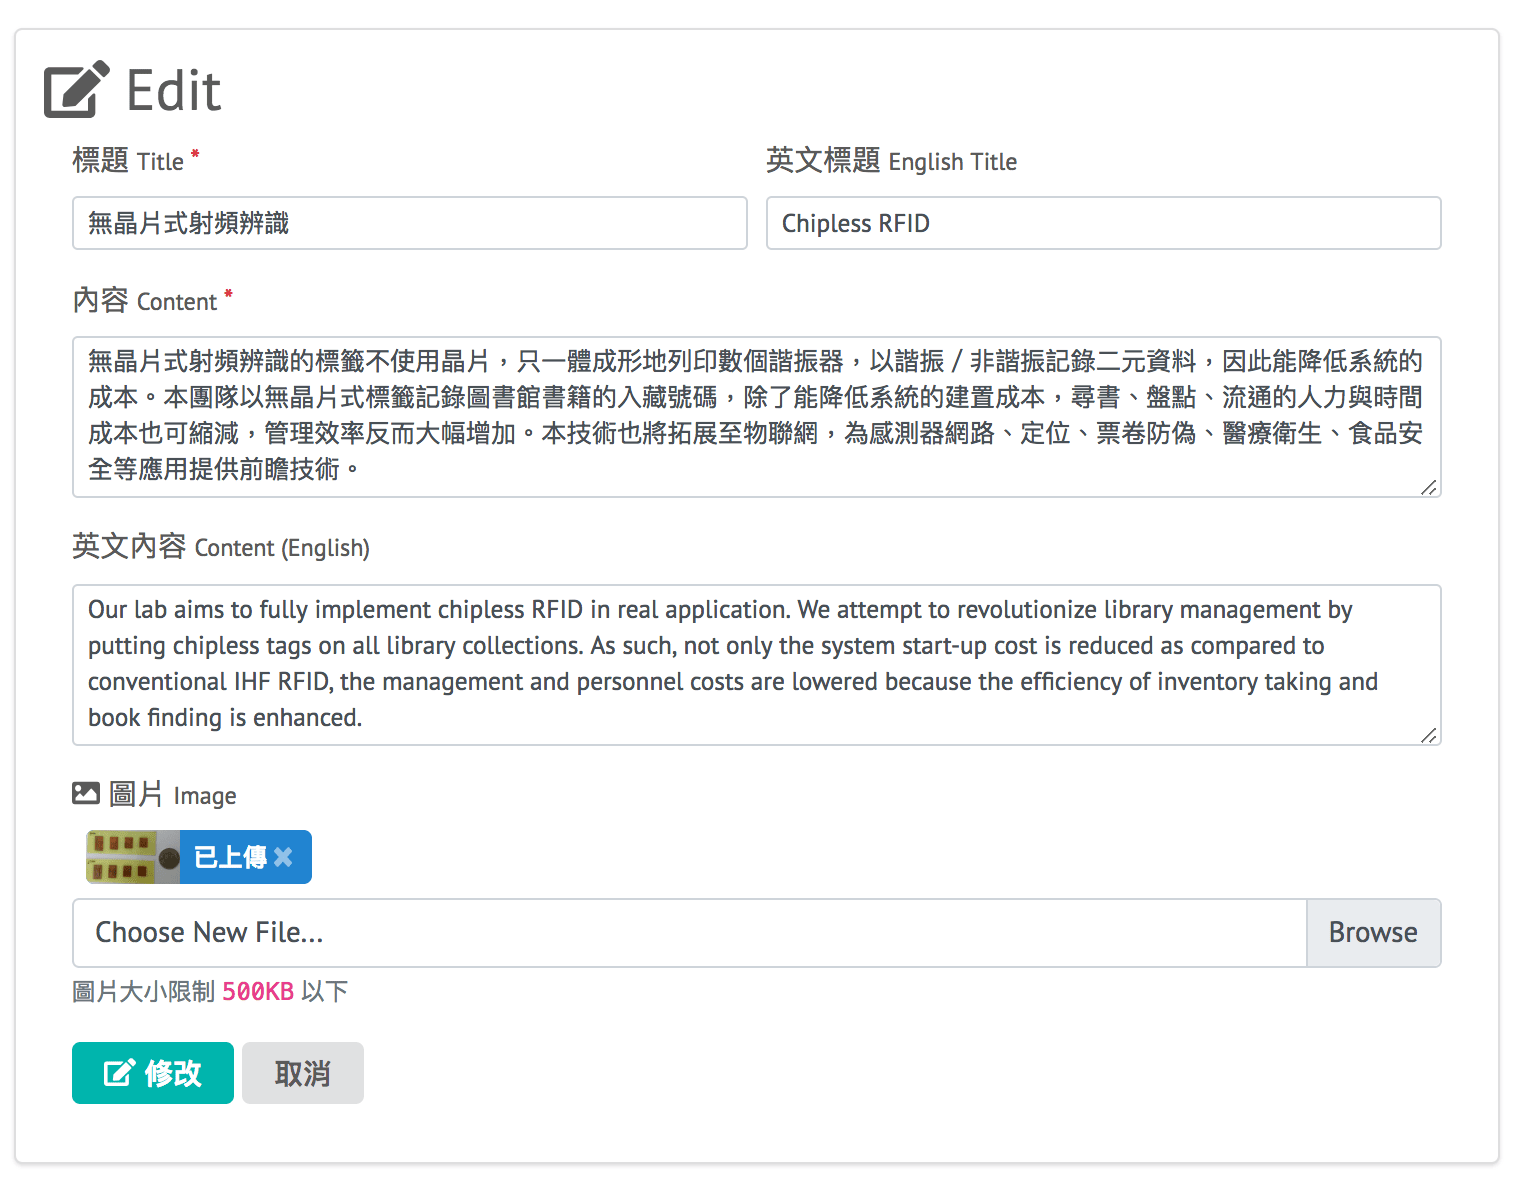 Edit
標題 Title *
英文標題 English Title
無晶片式射頻辨識
Chipless RFID
內容 Content *
無晶片式射頻辨識的標籤不使用晶片，只一體成形地列印數個諧振器，以諧振 / 非諧振記錄二元資料，因此能降低系統的
成本。本團隊以無晶片式標籤記錄圖書館書籍的入藏號碼，除了能降低系統的建置成本，尋書、盤點、流通的人力與時間
成本也可縮減，管理效率反而大幅增加。本技術也將拓展至物聯網，為感測器網路、定位、票卷防偽、醫療衛生、食品安
全等應用提供前瞻技術。
英文內容 Content (English)
Our lab aims to fully implement chipless RFID in real application. We attempt to revolutionize library management by
putting chipless tags on all library collections. As such, not only the system start-up cost is reduced as compared to
conventional IHF RFID, the management and personnel costs are lowered because the efficiency of inventory taking and
book finding is enhanced.
圖片 Image
已上傳
Choose New File...
Browse
圖片大小限制 500KB 以下
修改
取消